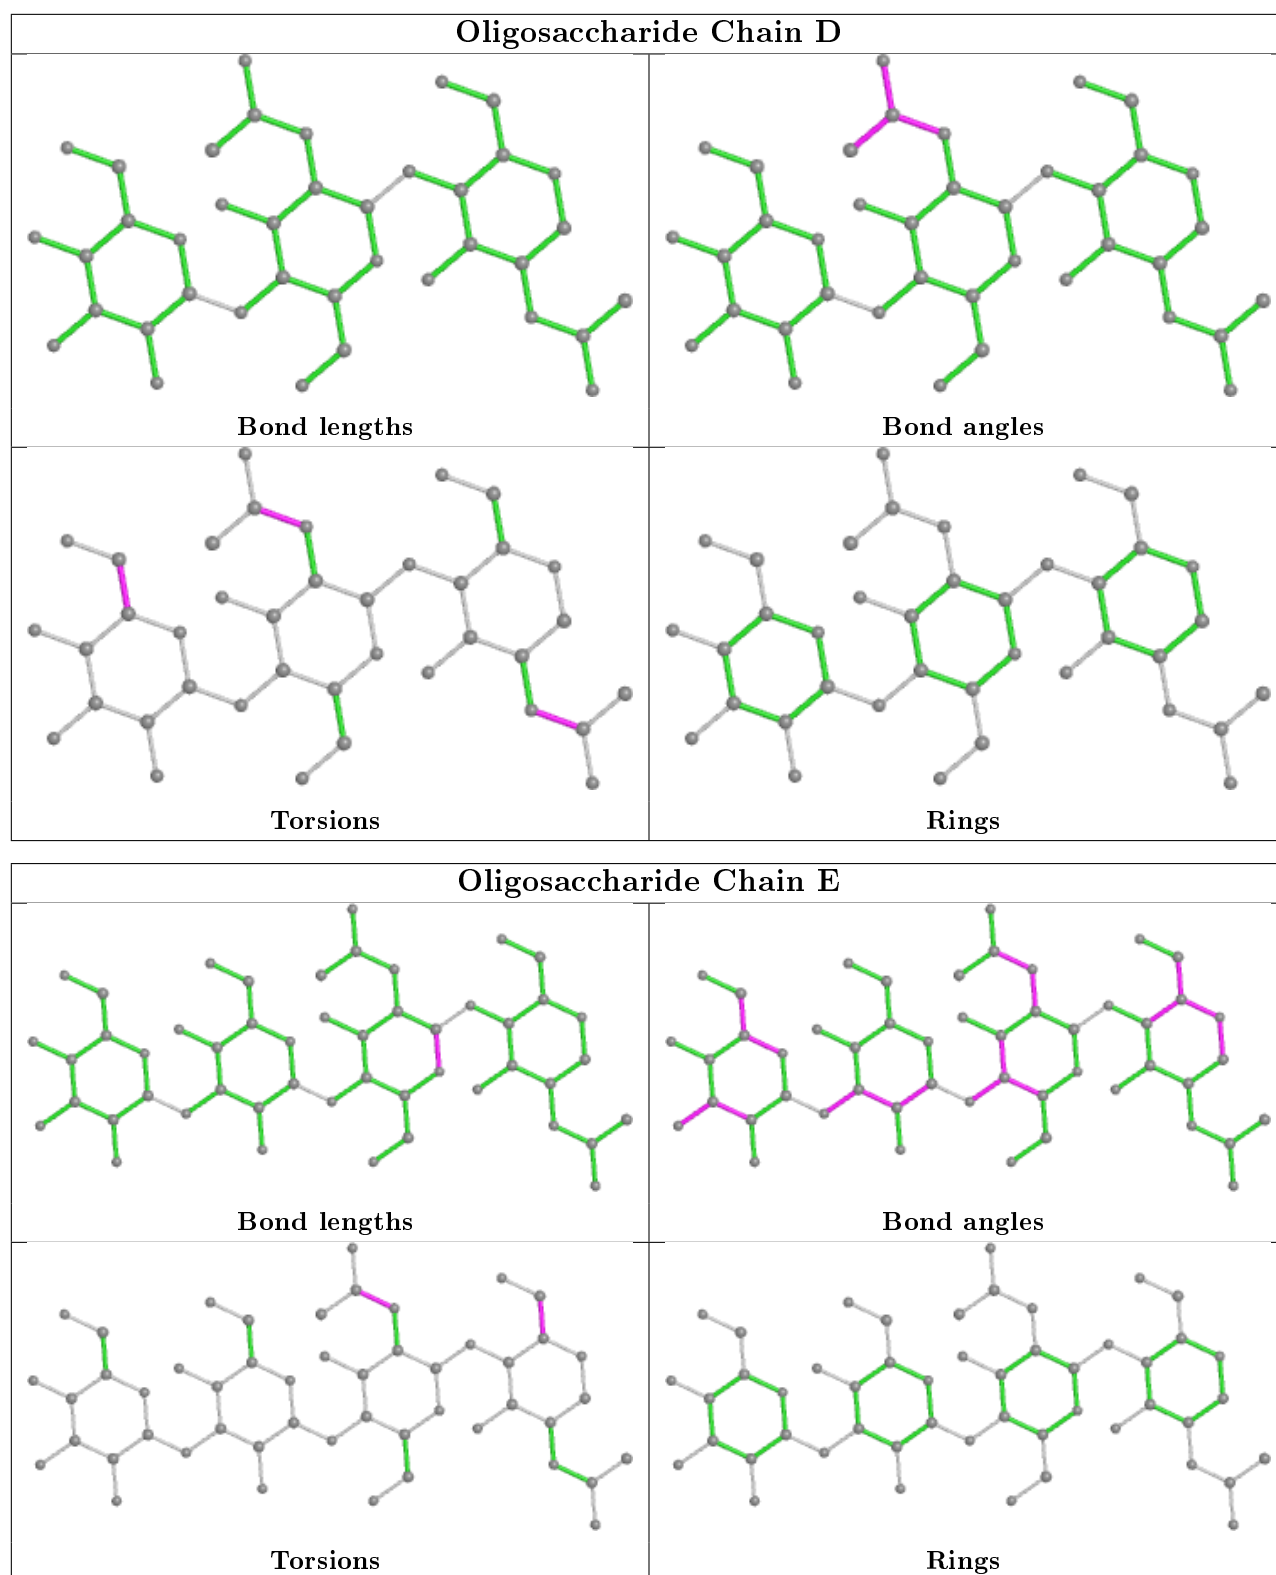 Oligosaccharide Chain D
Bond lengths
Bond angles
Torsions
Rings
Oligosaccharide Chain E
Bond lengths
Bond angles
Torsions
Rings